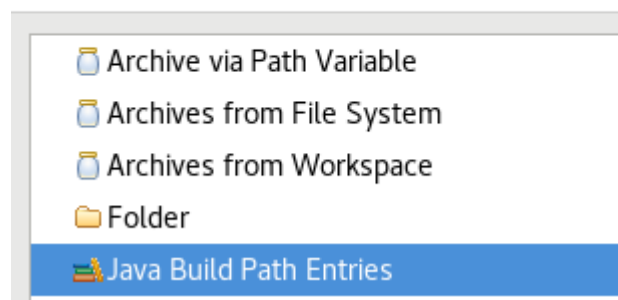 Archive via Path Variable
Archives from File System
Archives from Workspace
Folder
Java Build Path Entries